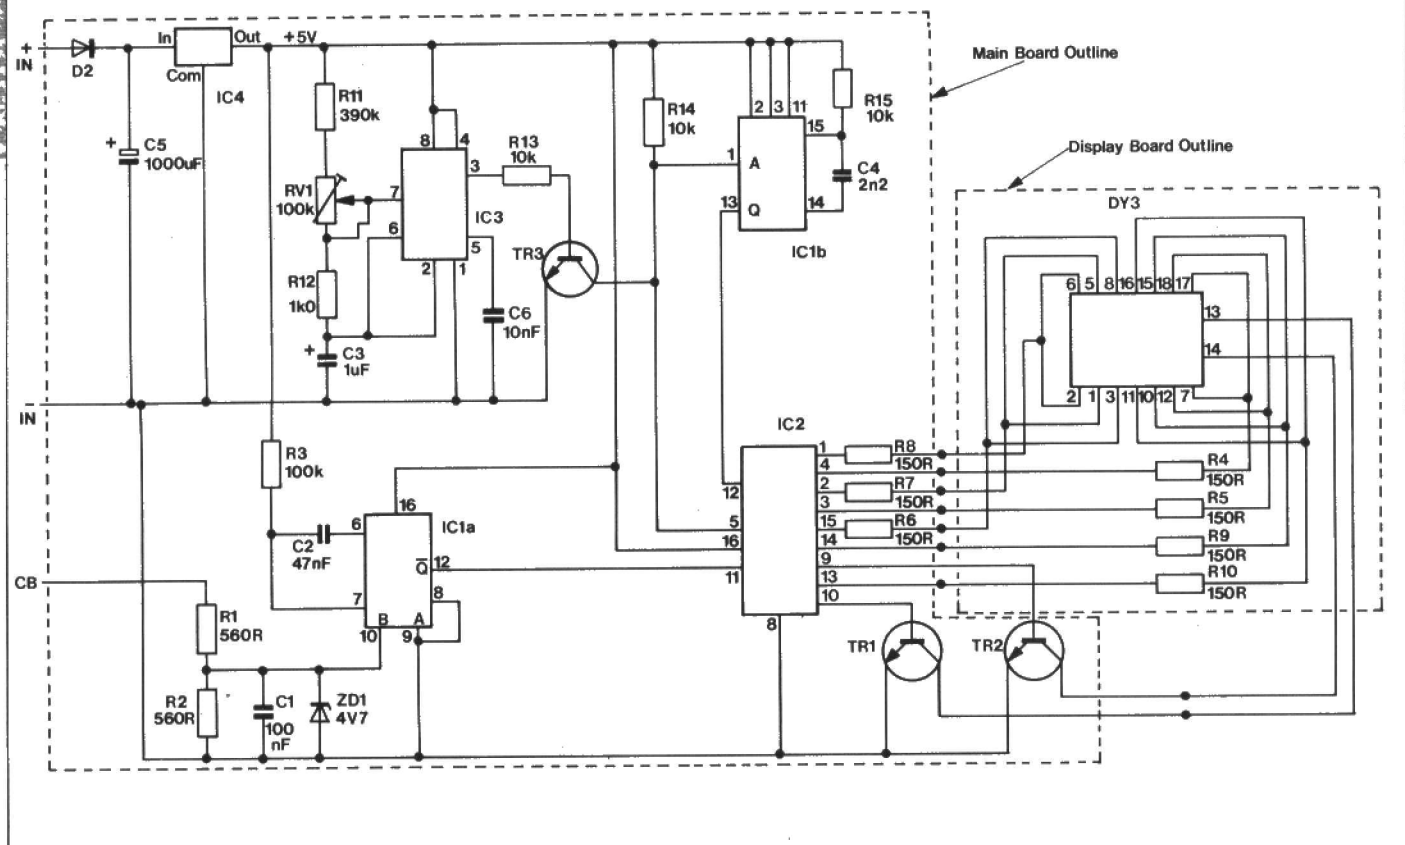 +
IN
D2
In
Out
Com
IC4
+5V
+
C5
1000uF
R11
390k
RV1
100k
R12
1k0
+
C3
1uF
8
4
3
7
6
5
2
1
IC3
R13
10k
TR3
C6
10nF
R14
10k
2
3
11
15
1
A
13
Q
14
IC1b
R15
10k
C4
2n2
Main Board Outline
Display Board Outline
DY3
6
5
8
16
15
18
17
13
14
2
1
3
11
10
12
7
–
IN
R3
100k
C2
47nF
16
6
IC1a
Q
12
8
7
B
A
10
9
CB
R1
560R
R2
560R
C1
100
nF
ZD1
4V7
IC2
12
5
16
11
8
1
4
2
3
15
14
9
13
10
R8
150R
R7
150R
R6
150R
R4
150R
R5
150R
R9
150R
R10
150R
TR1
TR2